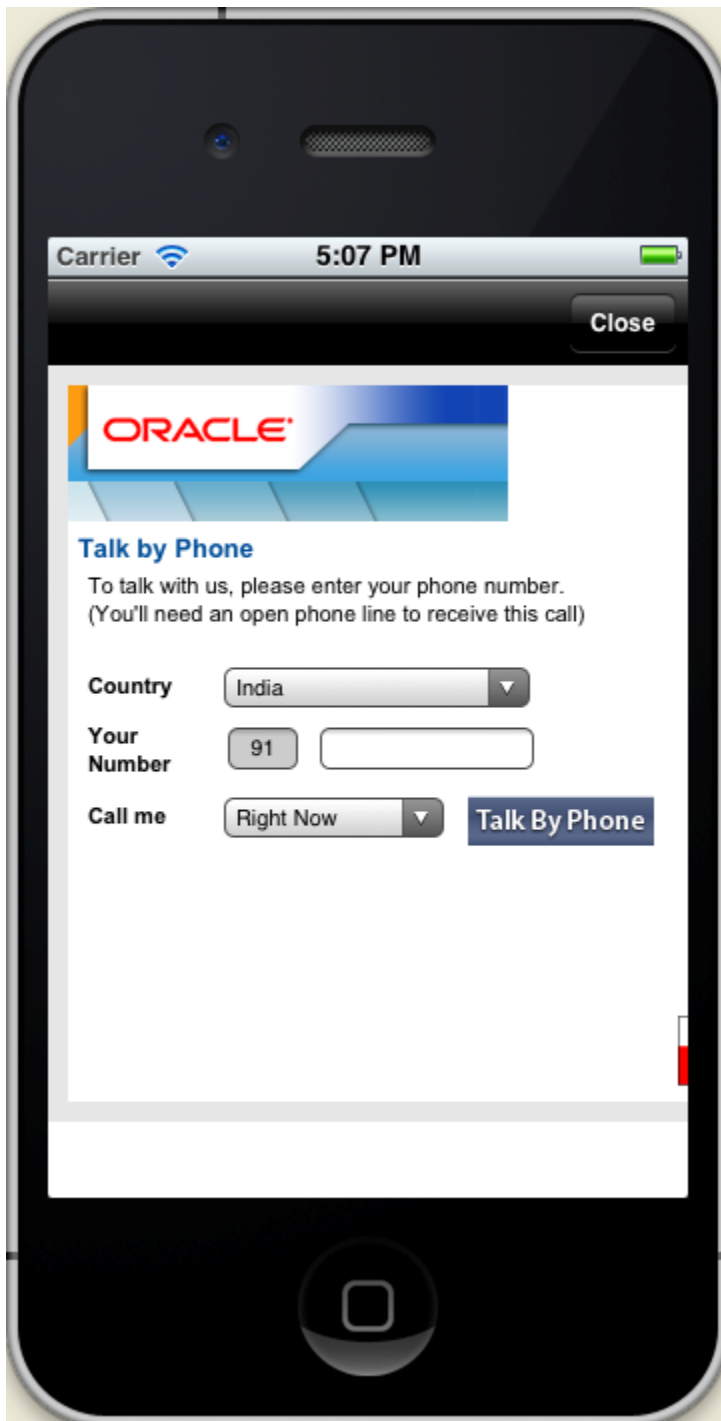 Carrier 5:07 PM
Close
ORACLE
Talk by Phone
To talk with us, please enter your phone number.
(You'll need an open phone line to receive this call)
Country India
Your
Number 91
Call me Right Now Talk By Phone